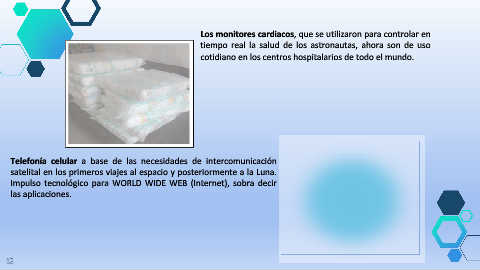 Los monitores cardiacos, que se utilizaron para controlar en
tiempo real la salud de los astronautas, ahora son de uso
cotidiano en los centros hospitalarios de todo el mundo.
Telefonía celular a base de las necesidades de intercomunicación
satelital en los primeros viajes al espacio y posteriormente a la Luna.
Impulso tecnológico para WORLD WIDE WEB (Internet), sobra decir
las aplicaciones.
12